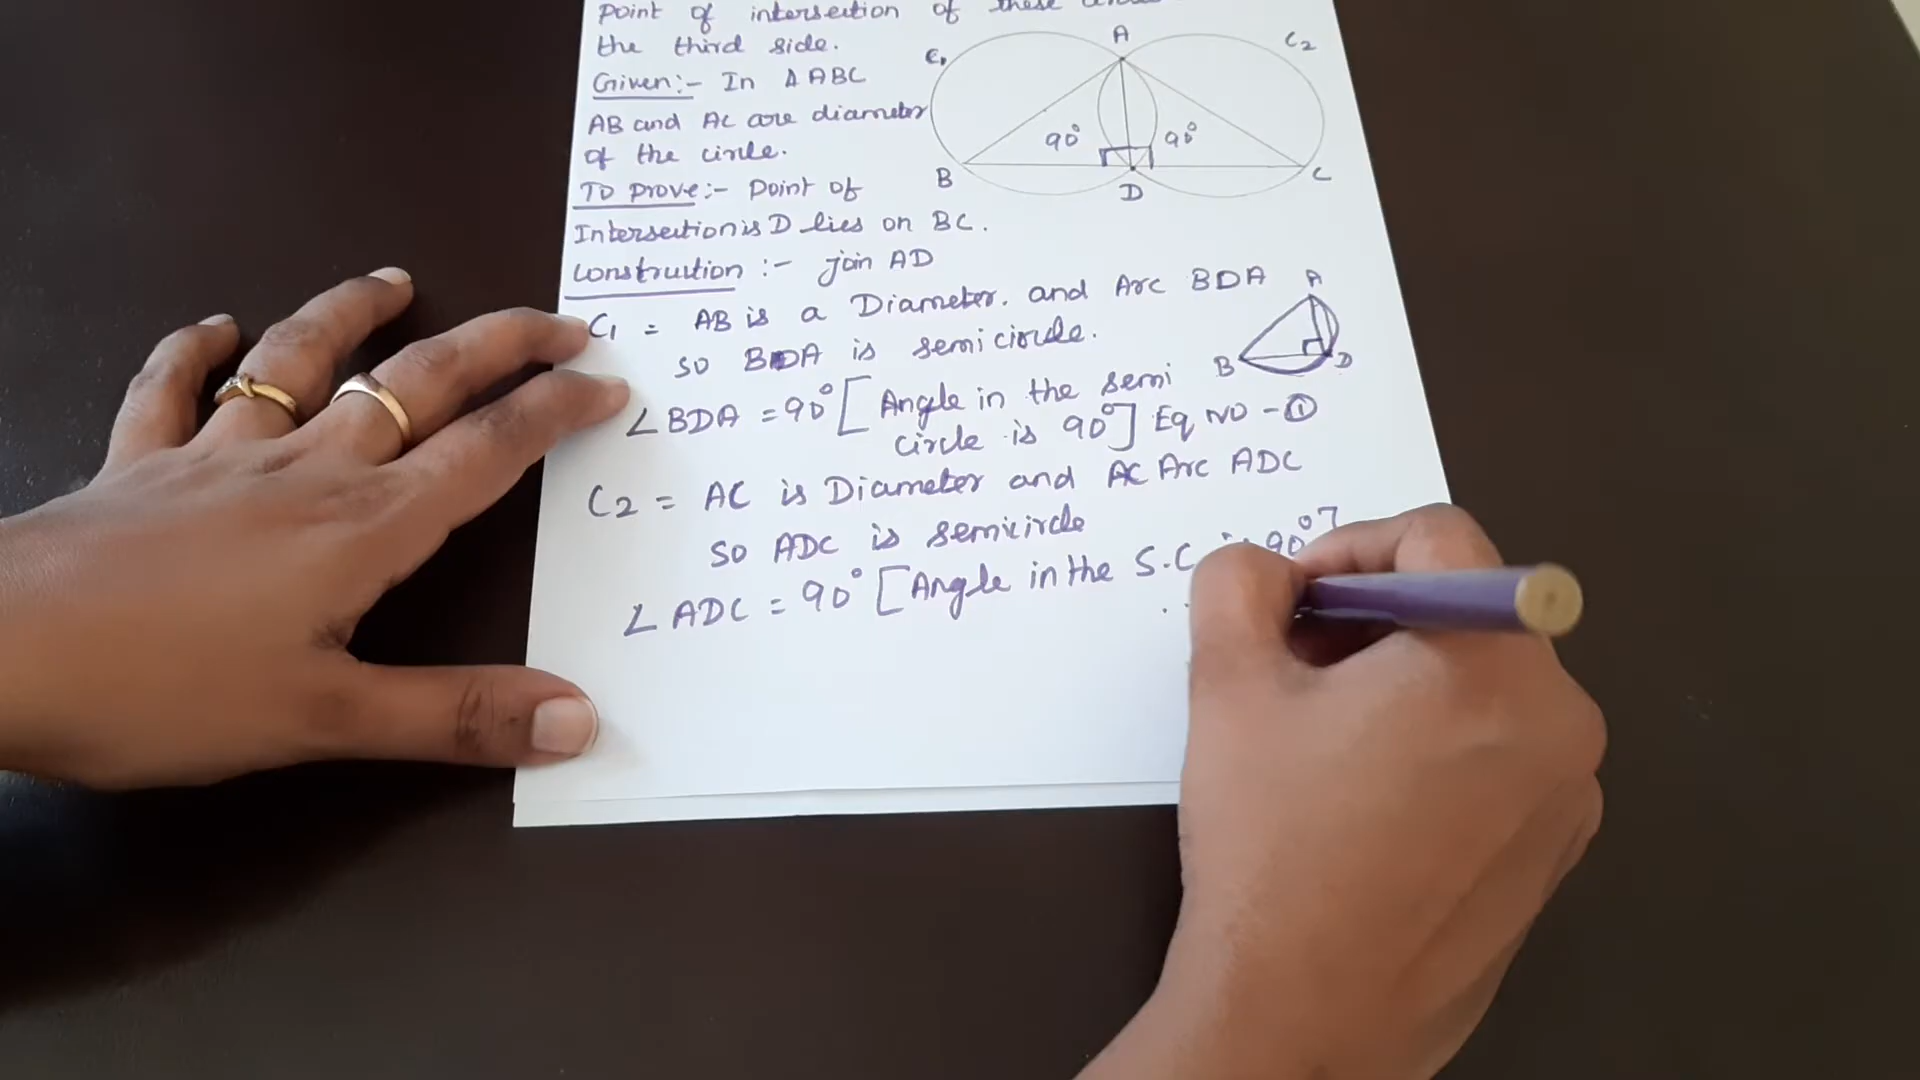 point of intersection of these
the third side.
Given:- In Δ ABC
AB and AC are diameter
of the circle.
To prove:- Point of
Intersection is D lies on BC.
Construction :- join AD
A
C1
C2
90°
90°
B
D
C
C1 = AB is a Diameter. and Arc BDA
so BDA is semicircle.
A
B
D
∠BDA = 90° [Angle in the semi
circle is 90°] Eq NO - ①
C2 = AC is Diameter and AC Arc ADC
so ADC is semicircle
∠ADC = 90° [Angle in the S.C is 90°]